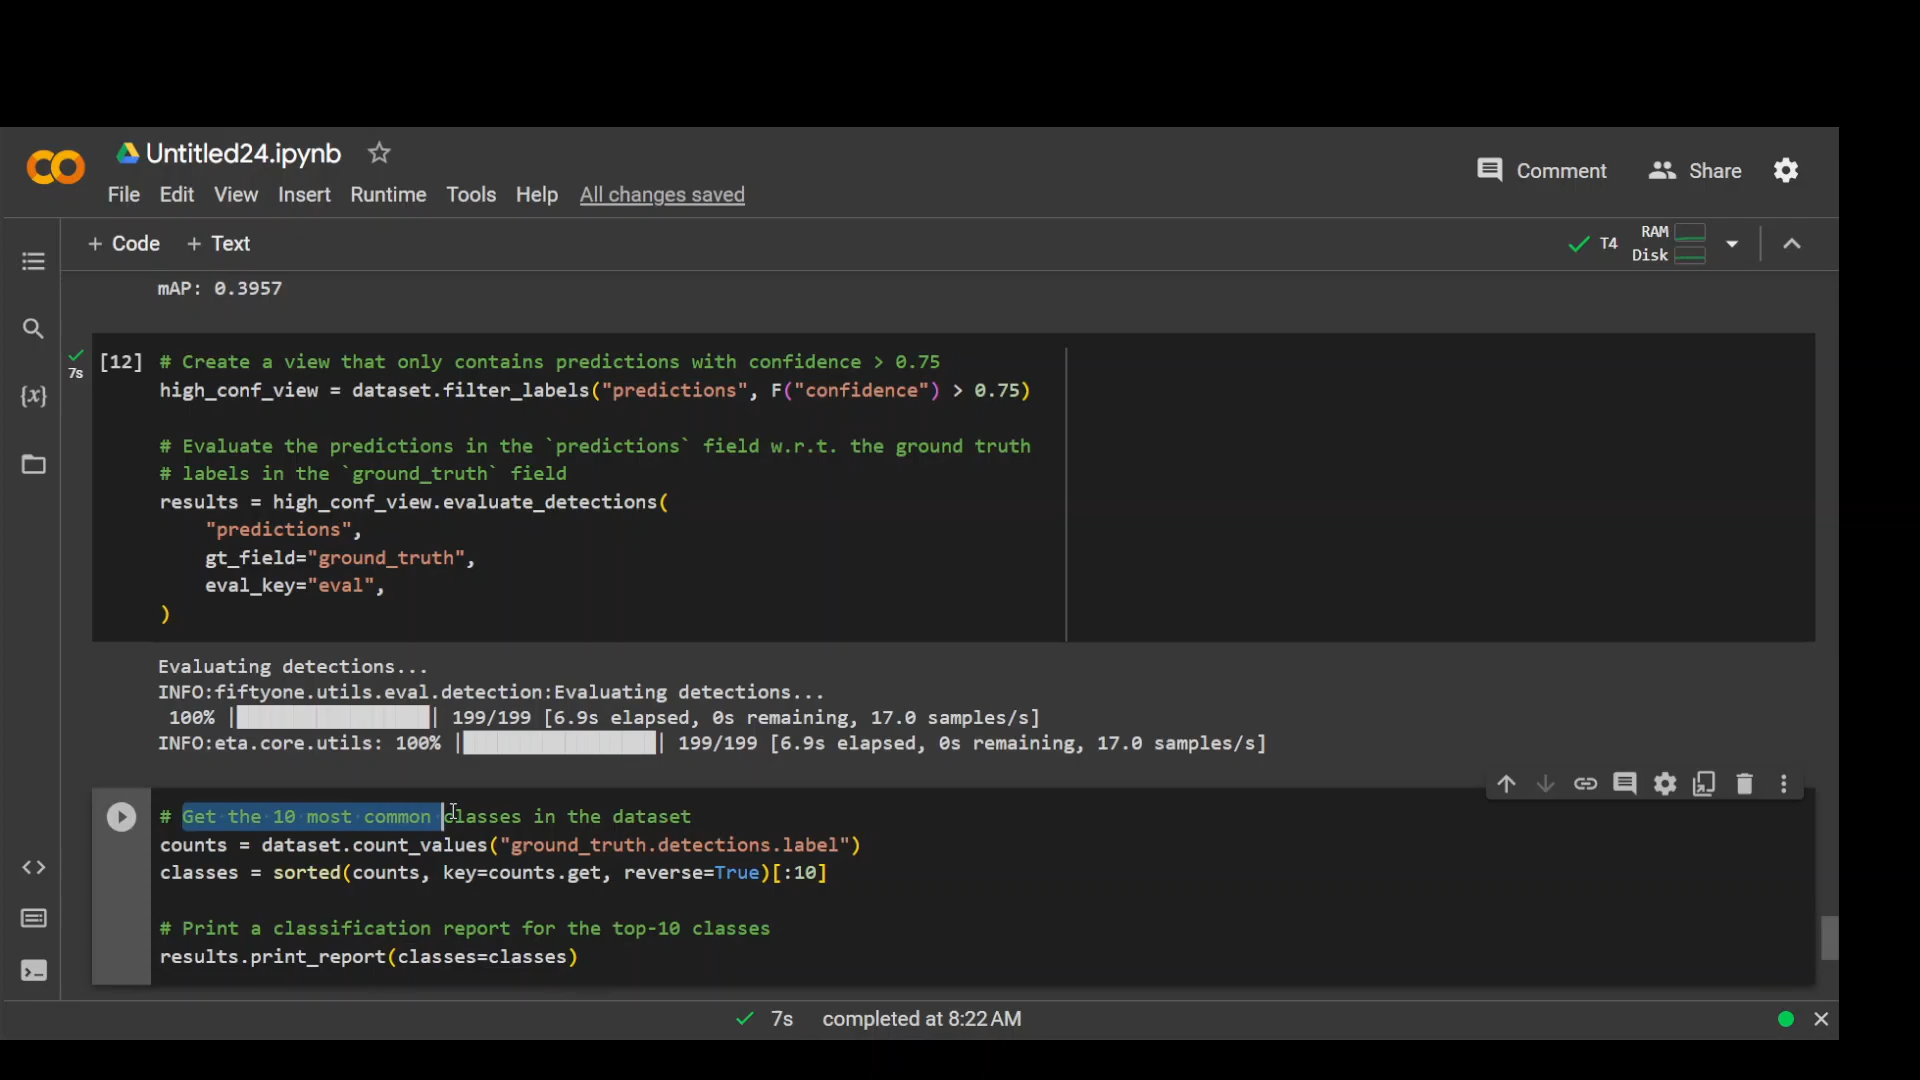 Untitled24.ipynb
Comment
Share
File Edit View Insert Runtime Tools Help All changes saved
+ Code + Text
T4
RAM
Disk
mAP: 0.3957
7s
[12] # Create a view that only contains predictions with confidence > 0.75
high_conf_view = dataset.filter_labels("predictions", F("confidence") > 0.75)
# Evaluate the predictions in the `predictions` field w.r.t. the ground truth
# labels in the `ground_truth` field
results = high_conf_view.evaluate_detections(
"predictions",
gt_field="ground_truth",
eval_key="eval",
)
Evaluating detections...
INFO:fiftyone.utils.eval.detection:Evaluating detections...
100% |█████████████████| 199/199 [6.9s elapsed, 0s remaining, 17.0 samples/s]
INFO:eta.core.utils: 100% |█████████████████| 199/199 [6.9s elapsed, 0s remaining, 17.0 samples/s]
# Get the 10 most common classes in the dataset
counts = dataset.count_values("ground_truth.detections.label")
classes = sorted(counts, key=counts.get, reverse=True)[:10]
# Print a classification report for the top-10 classes
results.print_report(classes=classes)
7s completed at 8:22 AM